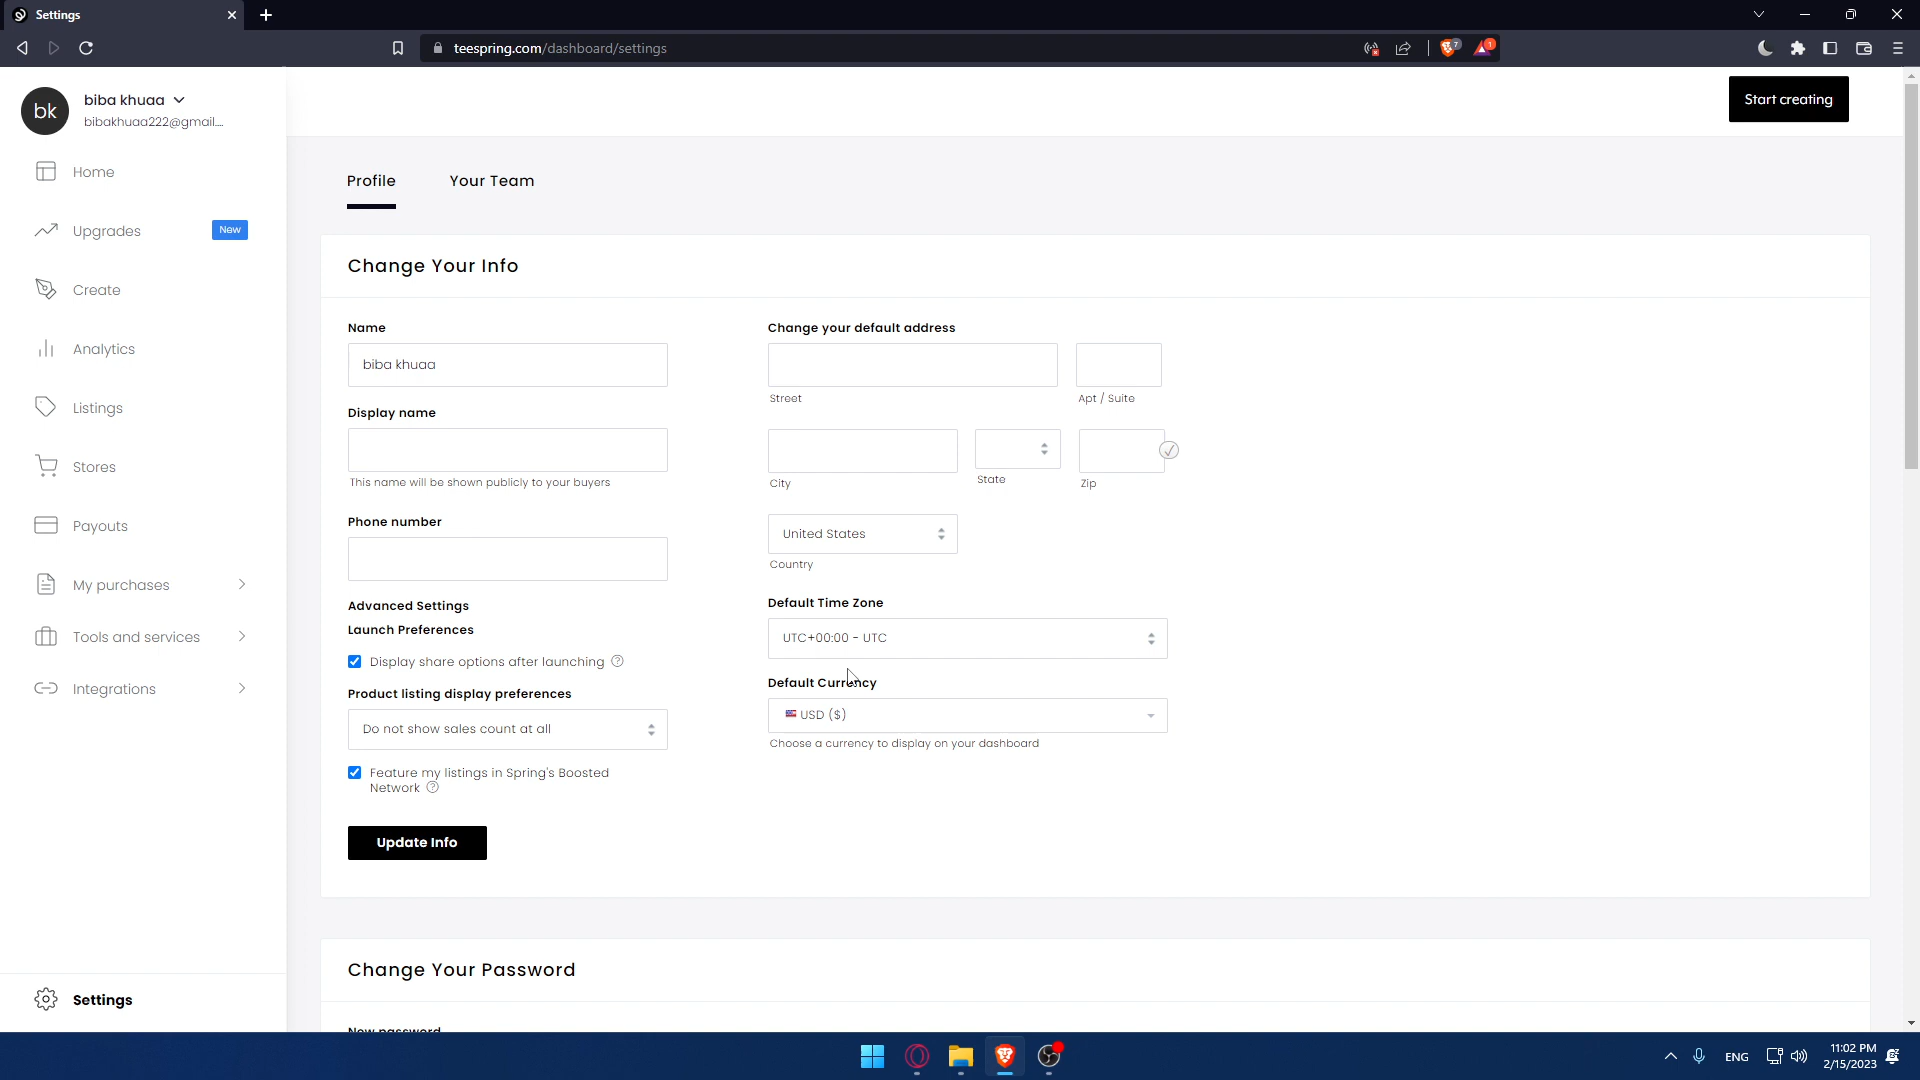 Settings
teespring.com/dashboard/settings
7
1
bk
biba khuaa
bibakhuaa222@gmail....
Start creating
Home
Upgrades
New
Create
Analytics
Listings
Stores
Payouts
My purchases
Tools and services
Integrations
Settings
Profile
Your Team
Change Your Info
Name
biba khuaa
Display name
This name will be shown publicly to your buyers
Phone number
Advanced Settings
Launch Preferences
Display share options after launching ?
Product listing display preferences
Do not show sales count at all
Feature my listings in Spring's Boosted
Network ?
Update Info
Change your default address
Street
Apt / Suite
City
State
Zip
United States
Country
Default Time Zone
UTC+00:00 - UTC
Default Currency
USD ($)
Choose a currency to display on your dashboard
Change Your Password
New password
ENG
11:02 PM
2/15/2023